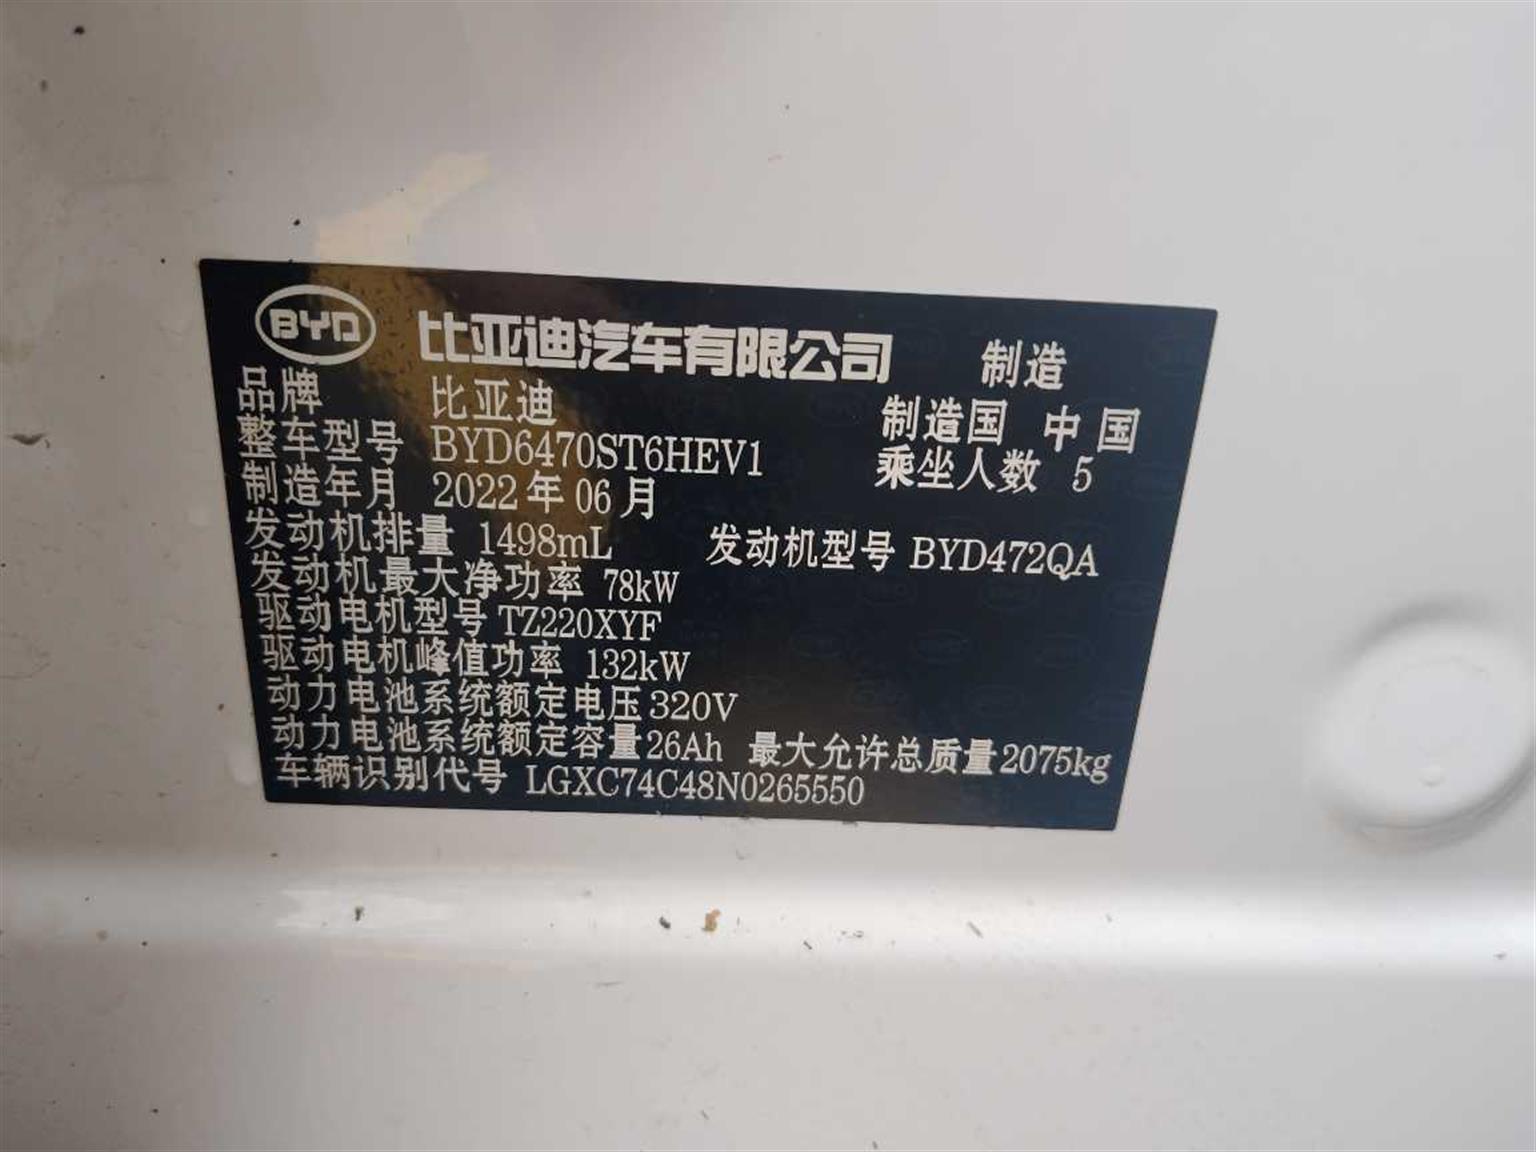 BYD 比亚迪汽车有限公司 制造
品牌 比亚迪 制造国 中国
整车型号 BYD6470ST6HEV1 乘坐人数 5
制造年月 2022年06月
发动机排量 1498mL 发动机型号 BYD472QA
发动机最大净功率 78kW
驱动电机型号 TZ220XYF
驱动电机峰值功率 132kW
动力电池系统额定电压 320V
动力电池系统额定容量 26Ah 最大允许总质量 2075kg
车辆识别代号 LGXC74C48N0265550